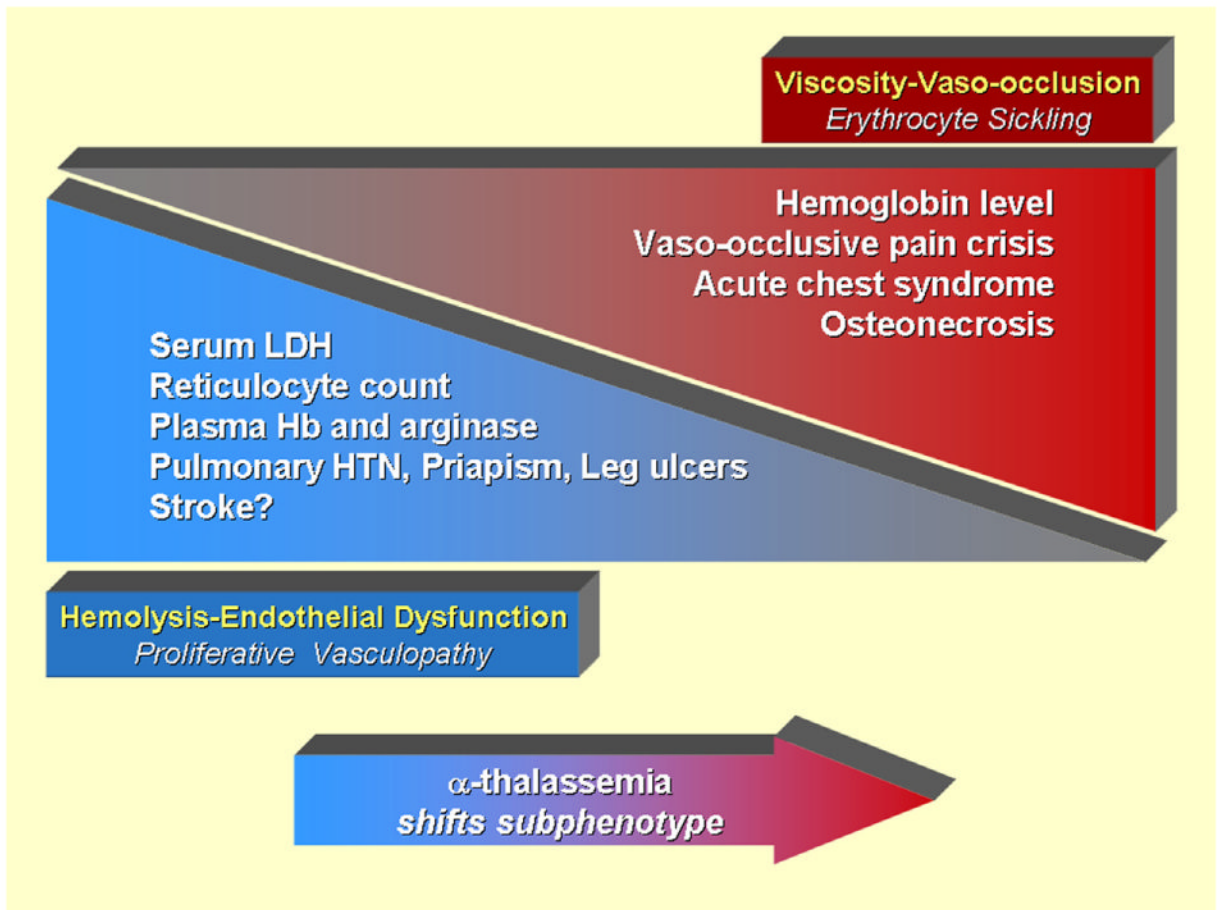 Viscosity-Vaso-occlusion
Erythrocyte Sickling
Hemoglobin level
Vaso-occlusive pain crisis
Acute chest syndrome
Osteonecrosis
Serum LDH
Reticulocyte count
Plasma Hb and arginase
Pulmonary HTN, Priapism, Leg ulcers
Stroke?
Hemolysis-Endothelial Dysfunction
Proliferative Vasculopathy
α-thalassemia
shifts subphenotype